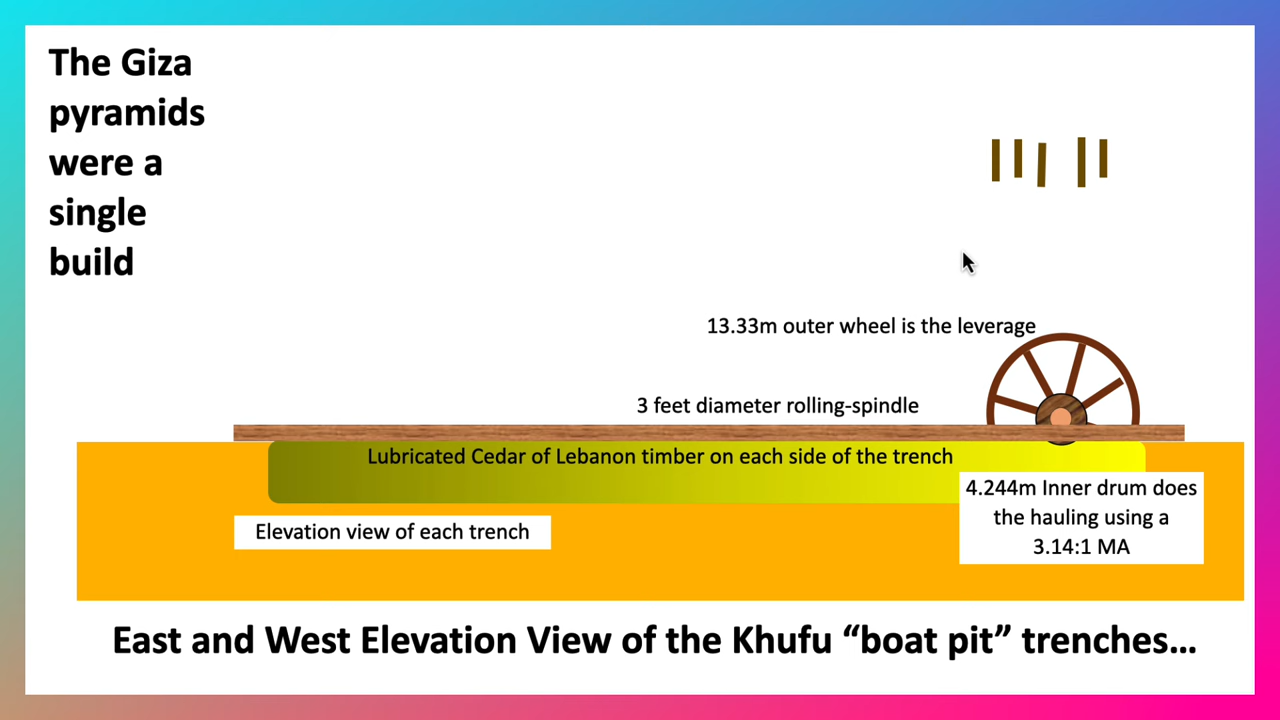 The Giza
pyramids
were a
single
build
13.33m outer wheel is the leverage
3 feet diameter rolling-spindle
Lubricated Cedar of Lebanon timber on each side of the trench
4.244m Inner drum does
the hauling using a
3.14:1 MA
Elevation view of each trench
East and West Elevation View of the Khufu “boat pit” trenches...